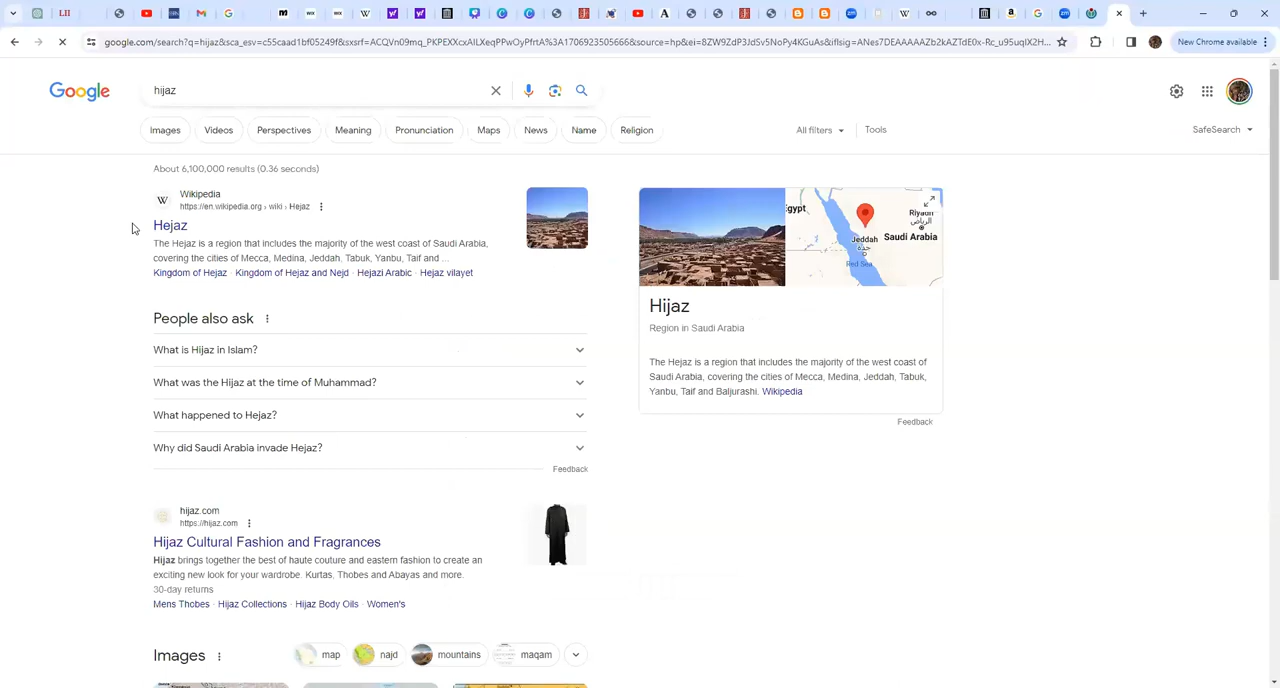 google.com/search?q=hijaz&sca_esv=c55caad1bf05249f&sxsrf=ACQVn09mq_PKPEXXcxAlLXeqPPwOyPfrtA%3A1706923505666&source=hp&ei=8ZW9ZdP3JdSv5NoPy4KGuAs&iflsig=
New Chrome available
Google
hijaz
Images
Videos
Perspectives
Meaning
Pronunciation
Maps
News
Name
Religion
All filters
Tools
SafeSearch
About 6,100,000 results (0.36 seconds)
W
Wikipedia
https://en.wikipedia.org › wiki › Hejaz
Hejaz
The Hejaz is a region that includes the majority of the west coast of Saudi Arabia,
covering the cities of Mecca, Medina, Jeddah, Tabuk, Yanbu, Taif and ...
Kingdom of Hejaz · Kingdom of Hejaz and Nejd · Hejazi Arabic · Hejaz vilayet
People also ask
What is Hijaz in Islam?
What was the Hijaz at the time of Muhammad?
What happened to Hejaz?
Why did Saudi Arabia invade Hejaz?
Feedback
hijaz.com
https://hijaz.com
Hijaz Cultural Fashion and Fragrances
Hijaz brings together the best of haute couture and eastern fashion to create an
exciting new look for your wardrobe. Kurtas, Thobes and Abayas and more.
30-day returns
Mens Thobes · Hijaz Collections · Hijaz Body Oils · Women's
Images
map
najd
mountains
maqam
Egypt
Riyadh
الرياض
Jeddah
جدة
Saudi Arabia
Red Sea
Hijaz
Region in Saudi Arabia
The Hejaz is a region that includes the majority of the west coast of
Saudi Arabia, covering the cities of Mecca, Medina, Jeddah, Tabuk,
Yanbu, Taif and Baljurashi. Wikipedia
Feedback